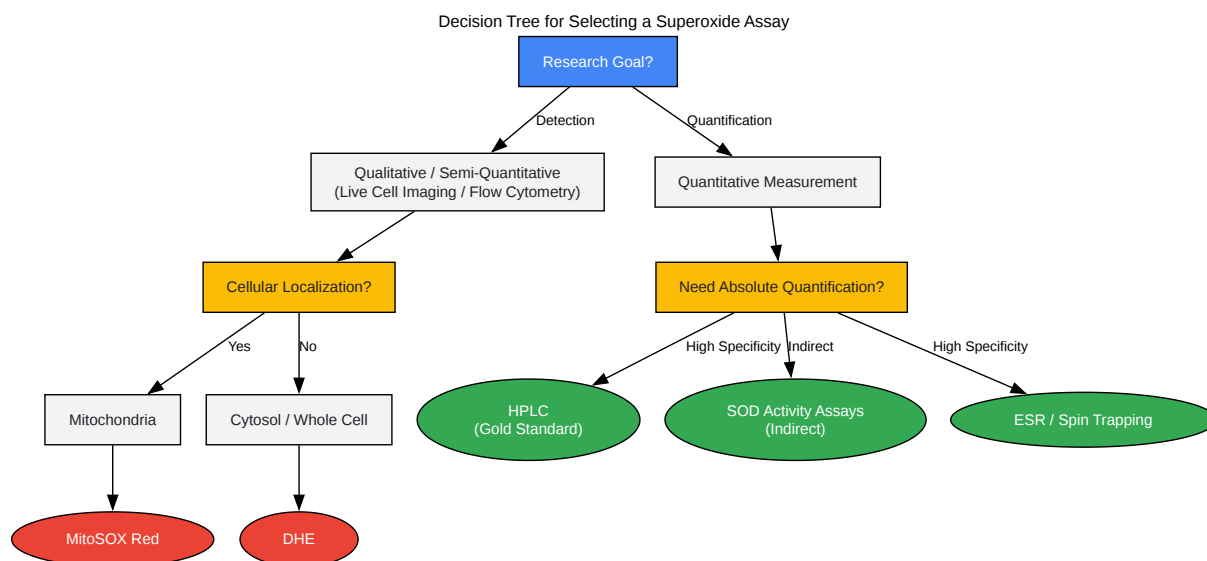 Decision Tree for Selecting a Superoxide Assay
Research Goal?
Detection
Quantification
Qualitative / Semi-Quantitative
(Live Cell Imaging / Flow Cytometry)
Quantitative Measurement
Cellular Localization?
Need Absolute Quantification?
Yes
No
High Specificity
Indirect
High Specificity
Mitochondria
Cytosol / Whole Cell
HPLC
(Gold Standard)
SOD Activity Assays
(Indirect)
ESR / Spin Trapping
MitoSOX Red
DHE